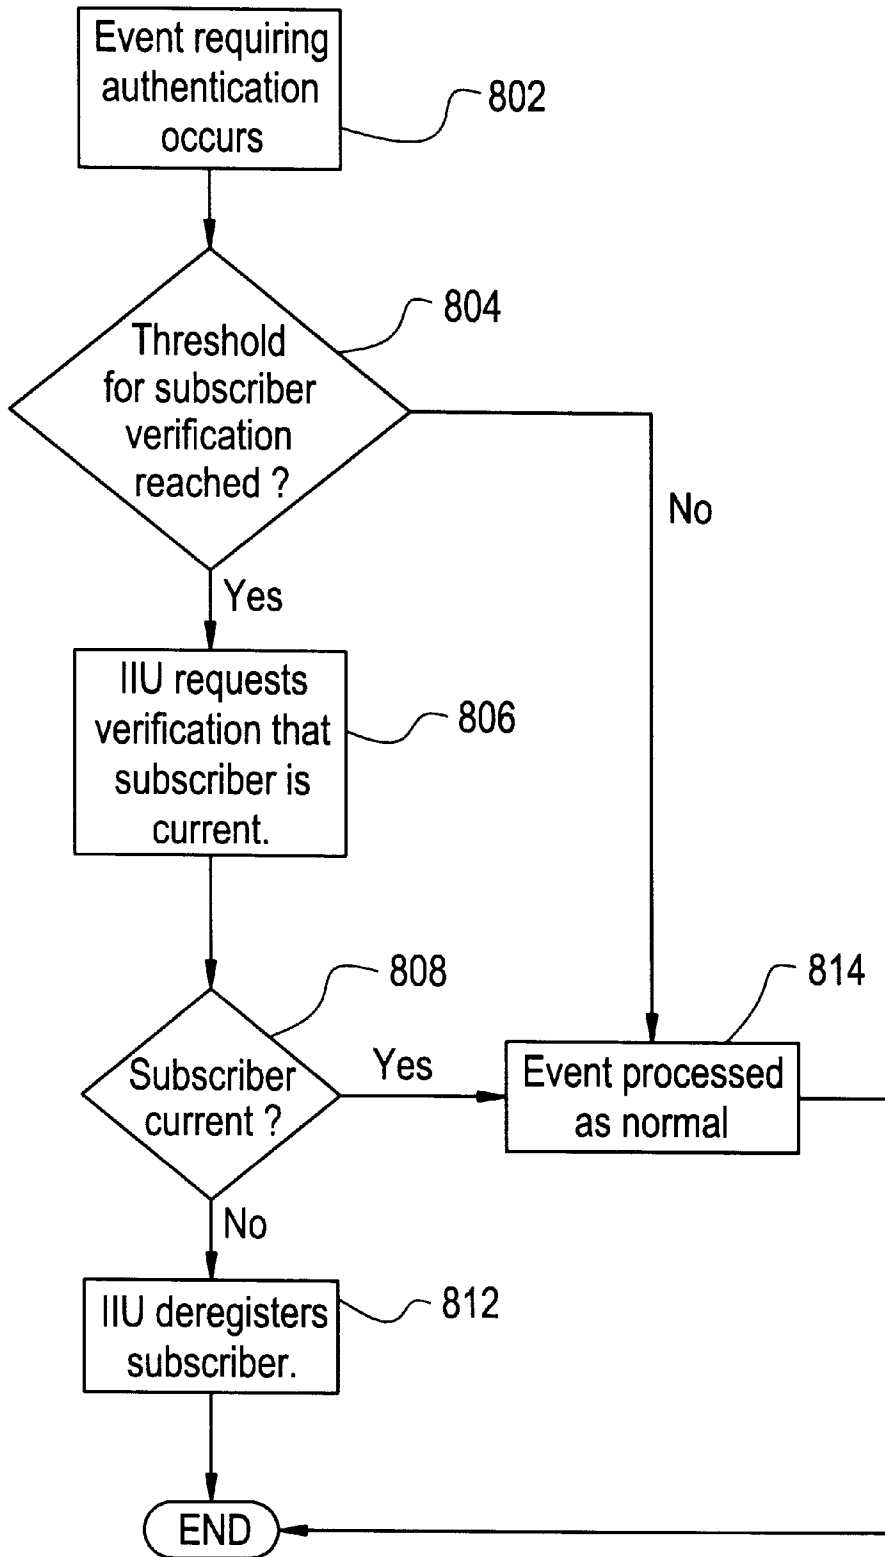 Event requiring
authentication
occurs
802
804
Threshold
for subscriber
verification
reached ?
No
Yes
IIU requests
verification that
subscriber is
current.
806
808
814
Subscriber
current ?
Yes
Event processed
as normal
No
IIU deregisters
subscriber.
812
END